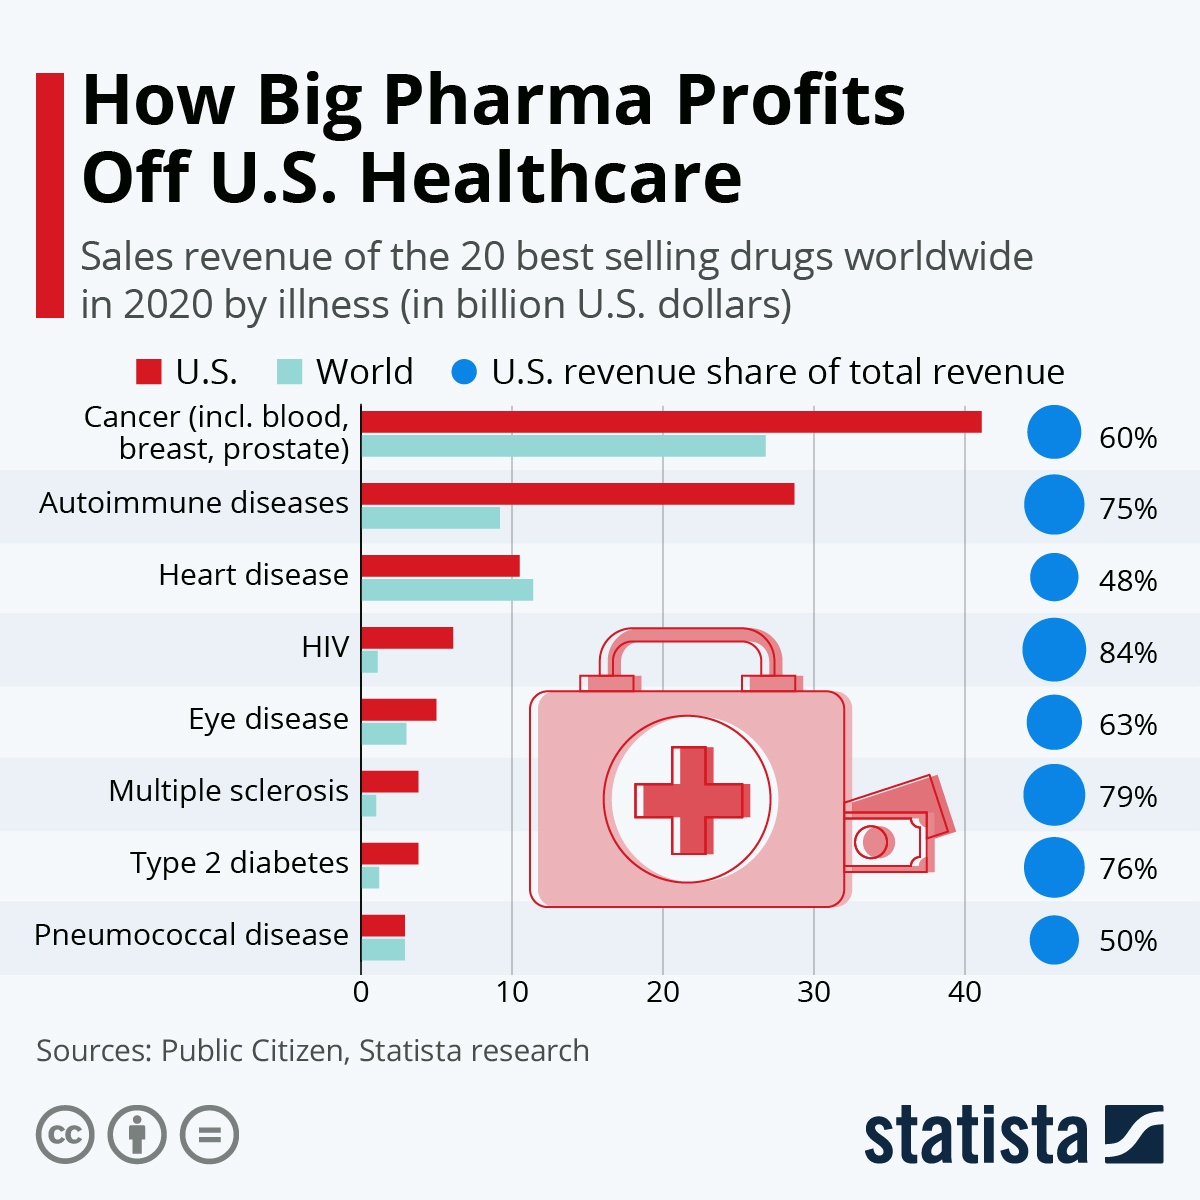 How Big Pharma Profits
Off U.S. Healthcare
Sales revenue of the 20 best selling drugs worldwide
in 2020 by illness (in billion U.S. dollars)
U.S. World U.S. revenue share of total revenue
Cancer (incl. blood,
breast, prostate)
60%
Autoimmune diseases
75%
Heart disease
48%
HIV
84%
Eye disease
63%
Multiple sclerosis
79%
Type 2 diabetes
76%
Pneumococcal disease
50%
0 10 20 30 40
Sources: Public Citizen, Statista research
cc
statista